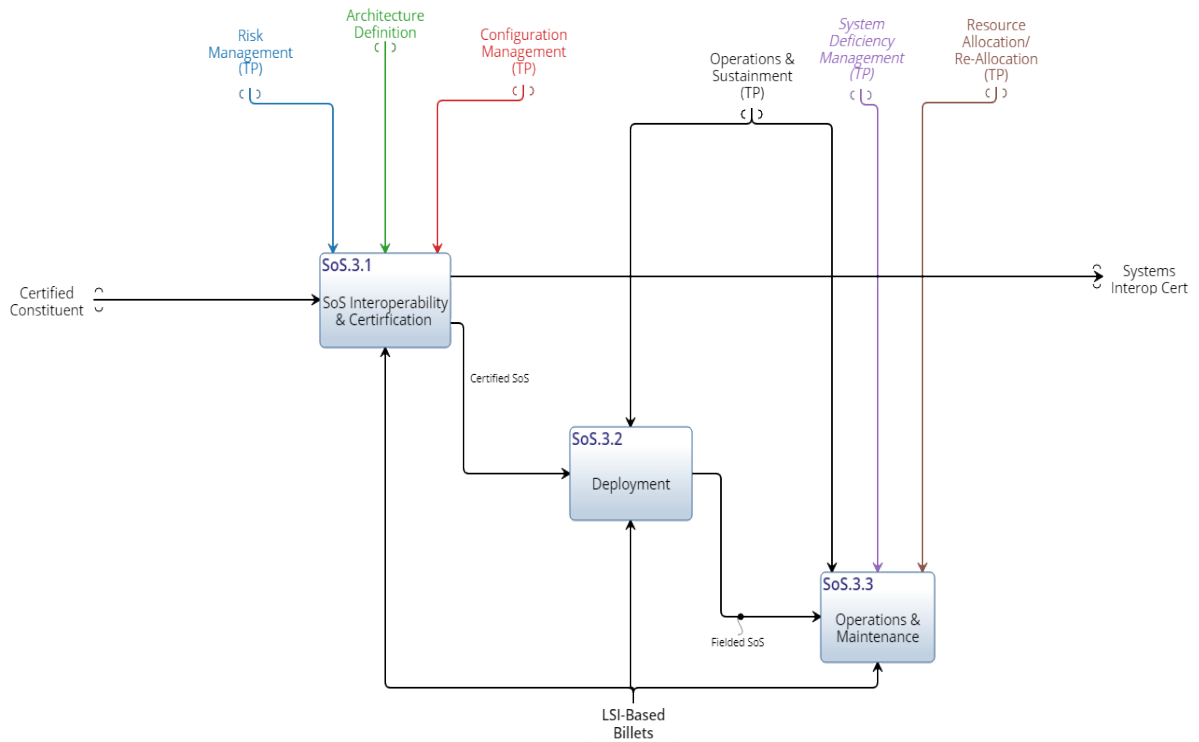 Architecture
Definition
Risk
Management
(TP)
Configuration
Management
(TP)
Operations &
Sustainment
(TP)
System
Deficiency
Management
(TP)
Resource
Allocation/
Re-Allocation
(TP)
SoS.3.1
SoS Interoperability
& Certirfication
Certified
Constituent
Systems
Interop Cert
Certified SoS
SoS.3.2
Deployment
SoS.3.3
Operations &
Maintenance
Fielded SoS
LSI-Based
Billets